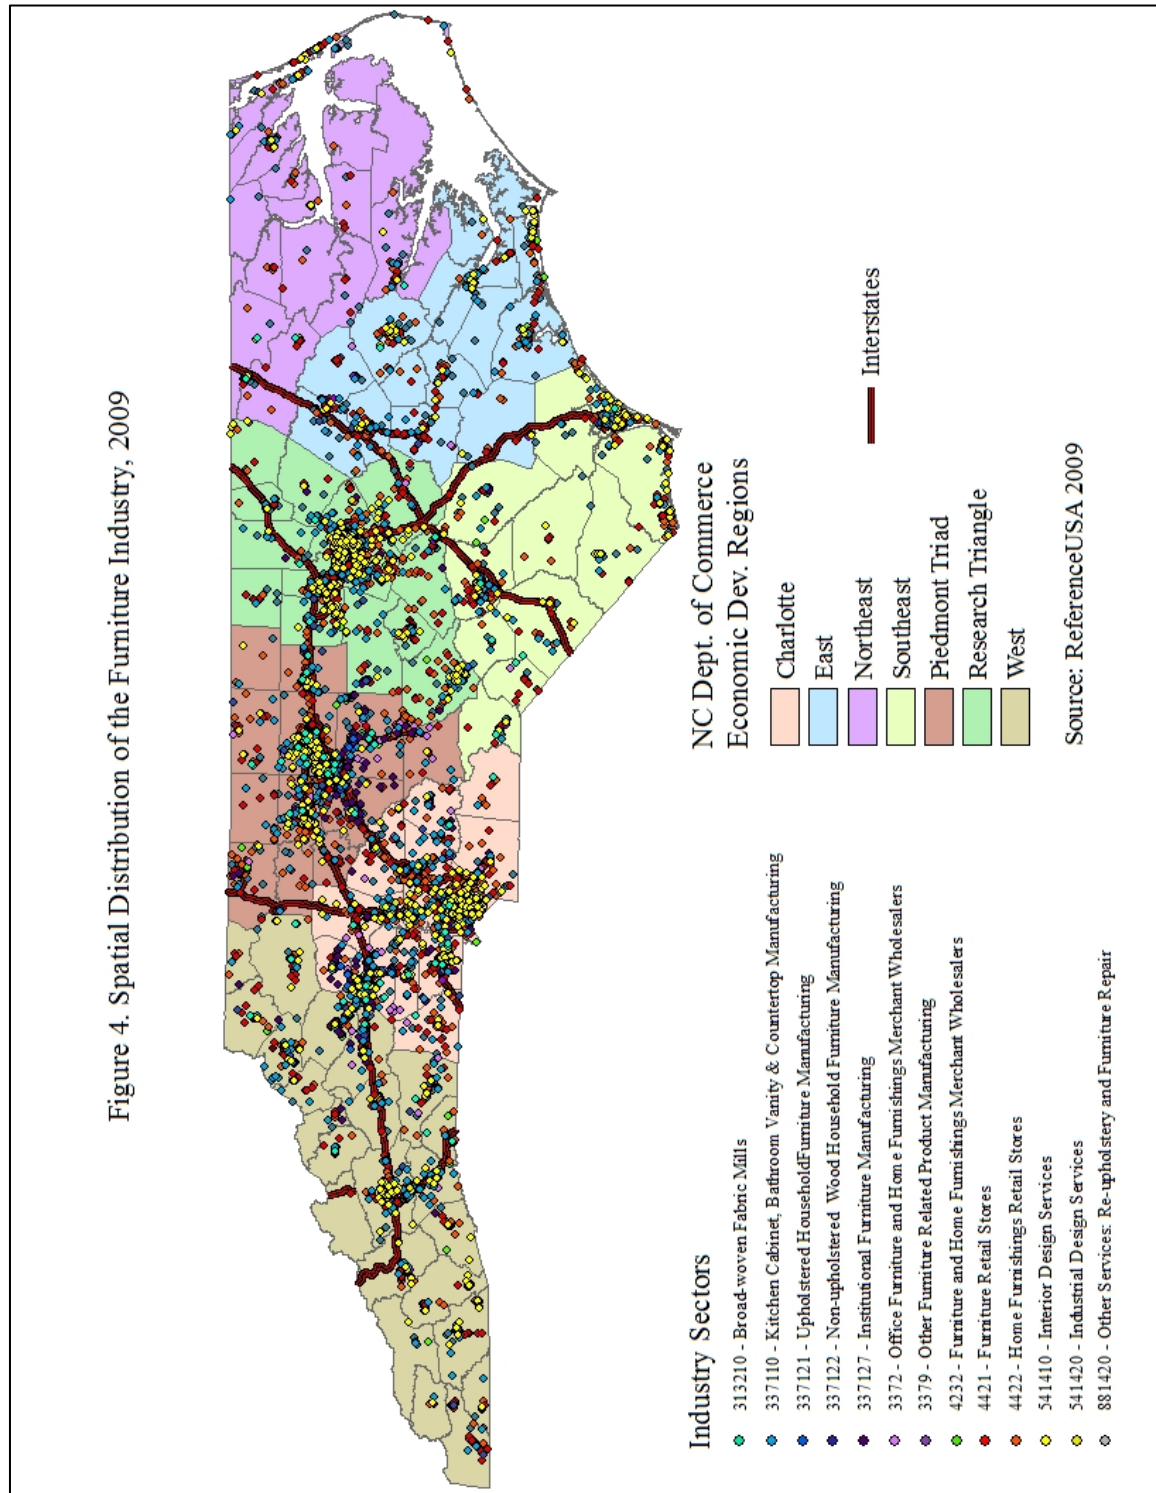 Figure 4. Spatial Distribution of the Furniture Industry, 2009
Industry Sectors
313210 - Broad-woven Fabric Mills
337110 - Kitchen Cabinet, Bathroom Vanity & Countertop Manufacturing
337121 - Upholstered HouseholdFurniture Manufacturing
337122 - Non-upholstered Wood Household Furniture Manufacturing
337127 - Institutional Furniture Manufacturing
3372 - Office Furniture and Home Furnishings Merchant Wholesalers
3379 - Other Furniture Related Product Manufacturing
4232 - Furniture and Home Furnishings Merchant Wholesalers
4421 - Furniture Retail Stores
4422 - Home Furnishings Retail Stores
541410 - Interior Design Services
541420 - Industrial Design Services
881420 - Other Services: Re-upholstery and Furniture Repair
NC Dept. of Commerce
Economic Dev. Regions
Charlotte
East
Northeast
Southeast
Piedmont Triad
Research Triangle
West
Interstates
Source: ReferenceUSA 2009